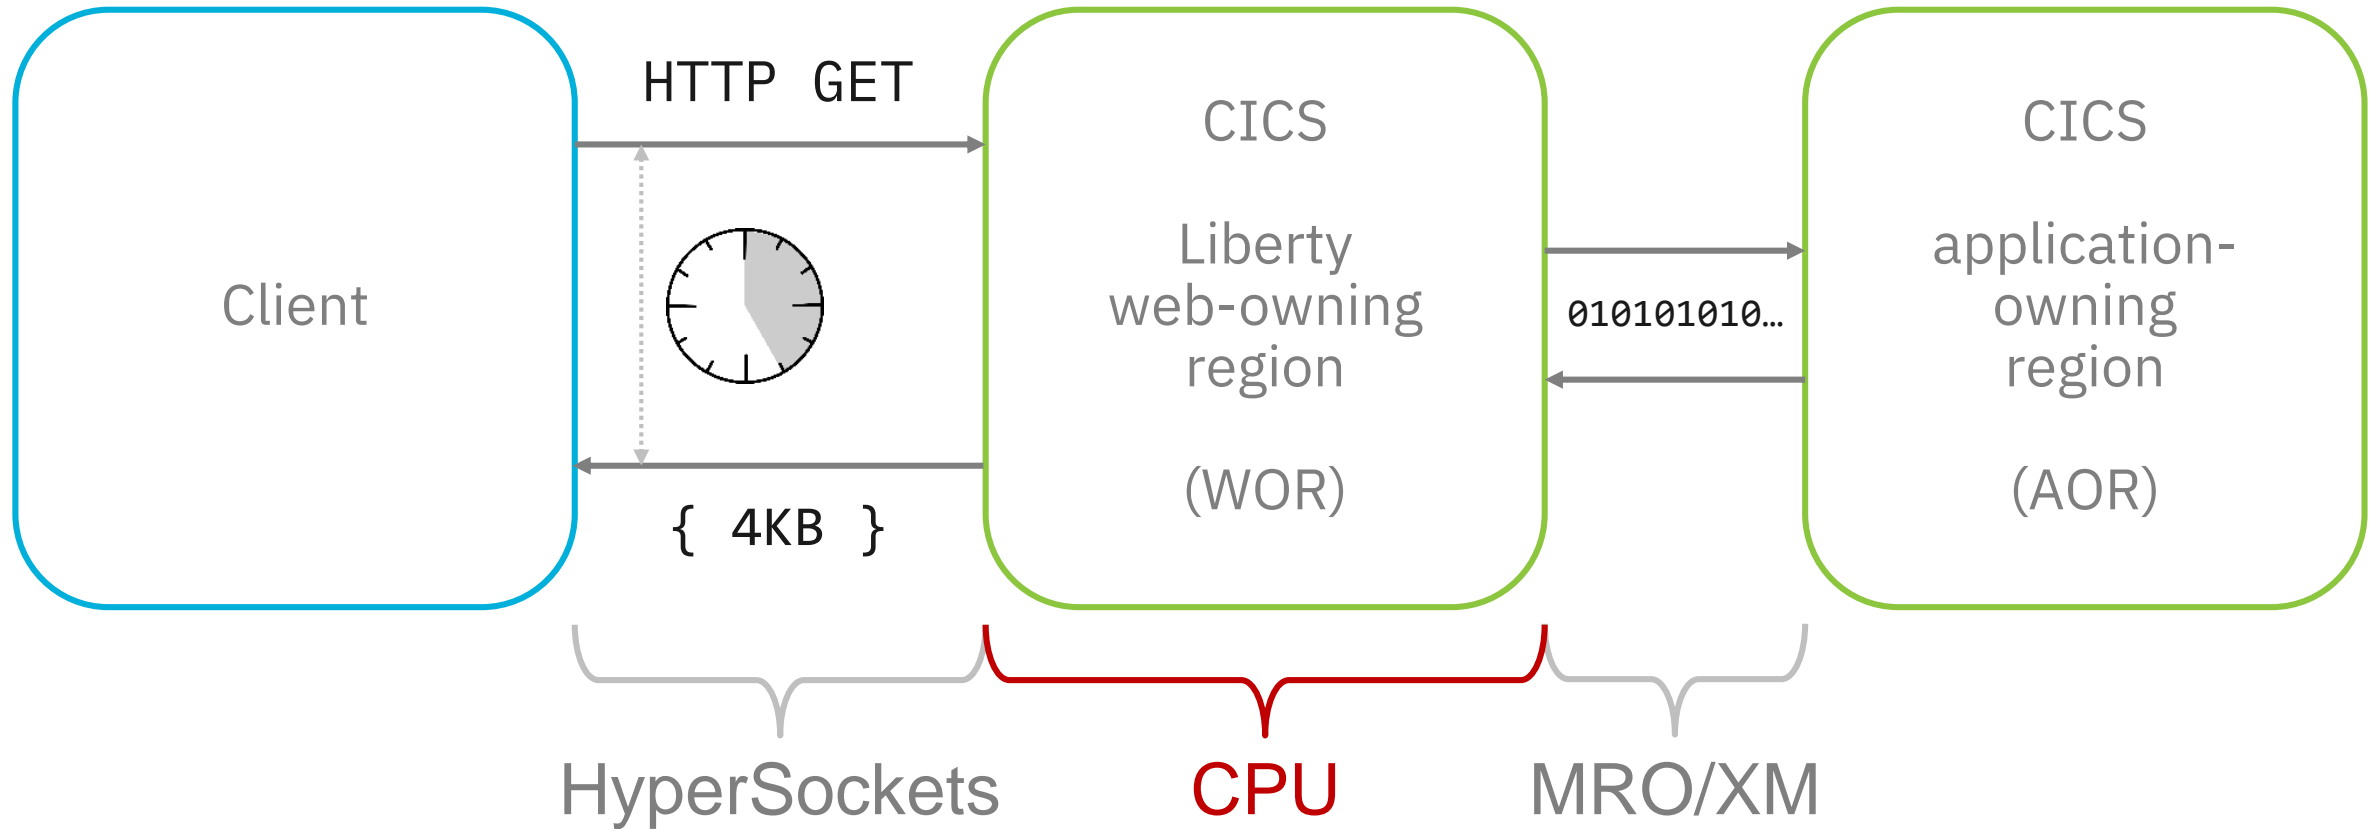 Client
HTTP GET
{ 4KB }
CICS
Liberty
web-owning
region
(WOR)
010101010…
CICS
application-
owning
region
(AOR)
HyperSockets
CPU
MRO/XM